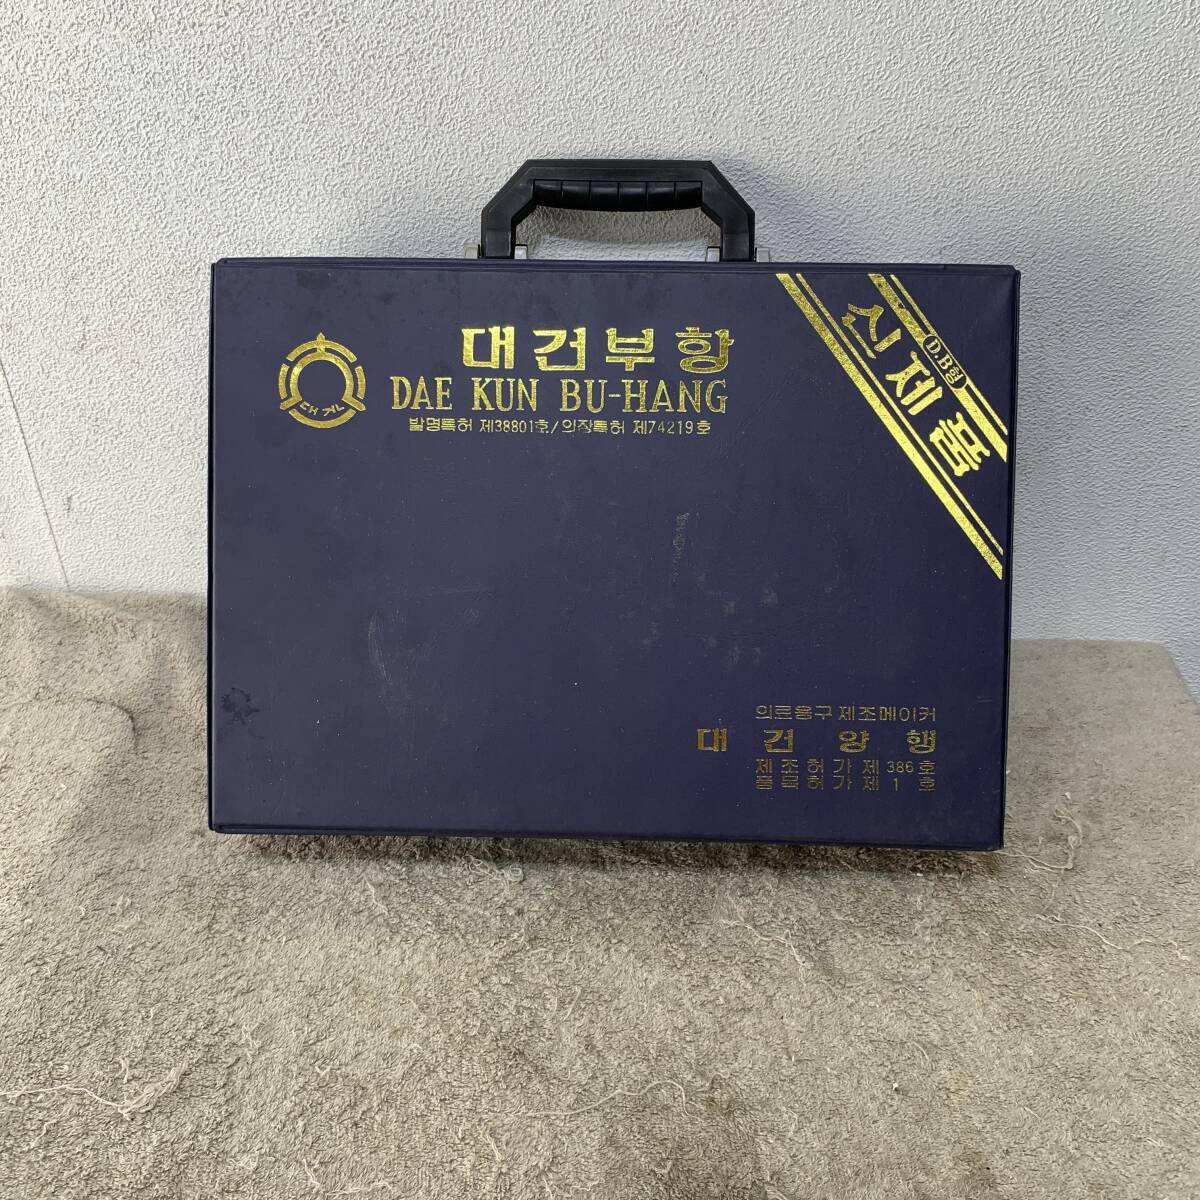 대건부항
DAE KUN BU-HANG
발명특허 제38801호/의장특허 제74219호
대건
D.B형
신제품
의료용구 제조메이커
대건양행
제조허가 제386호
품목허가 제1호